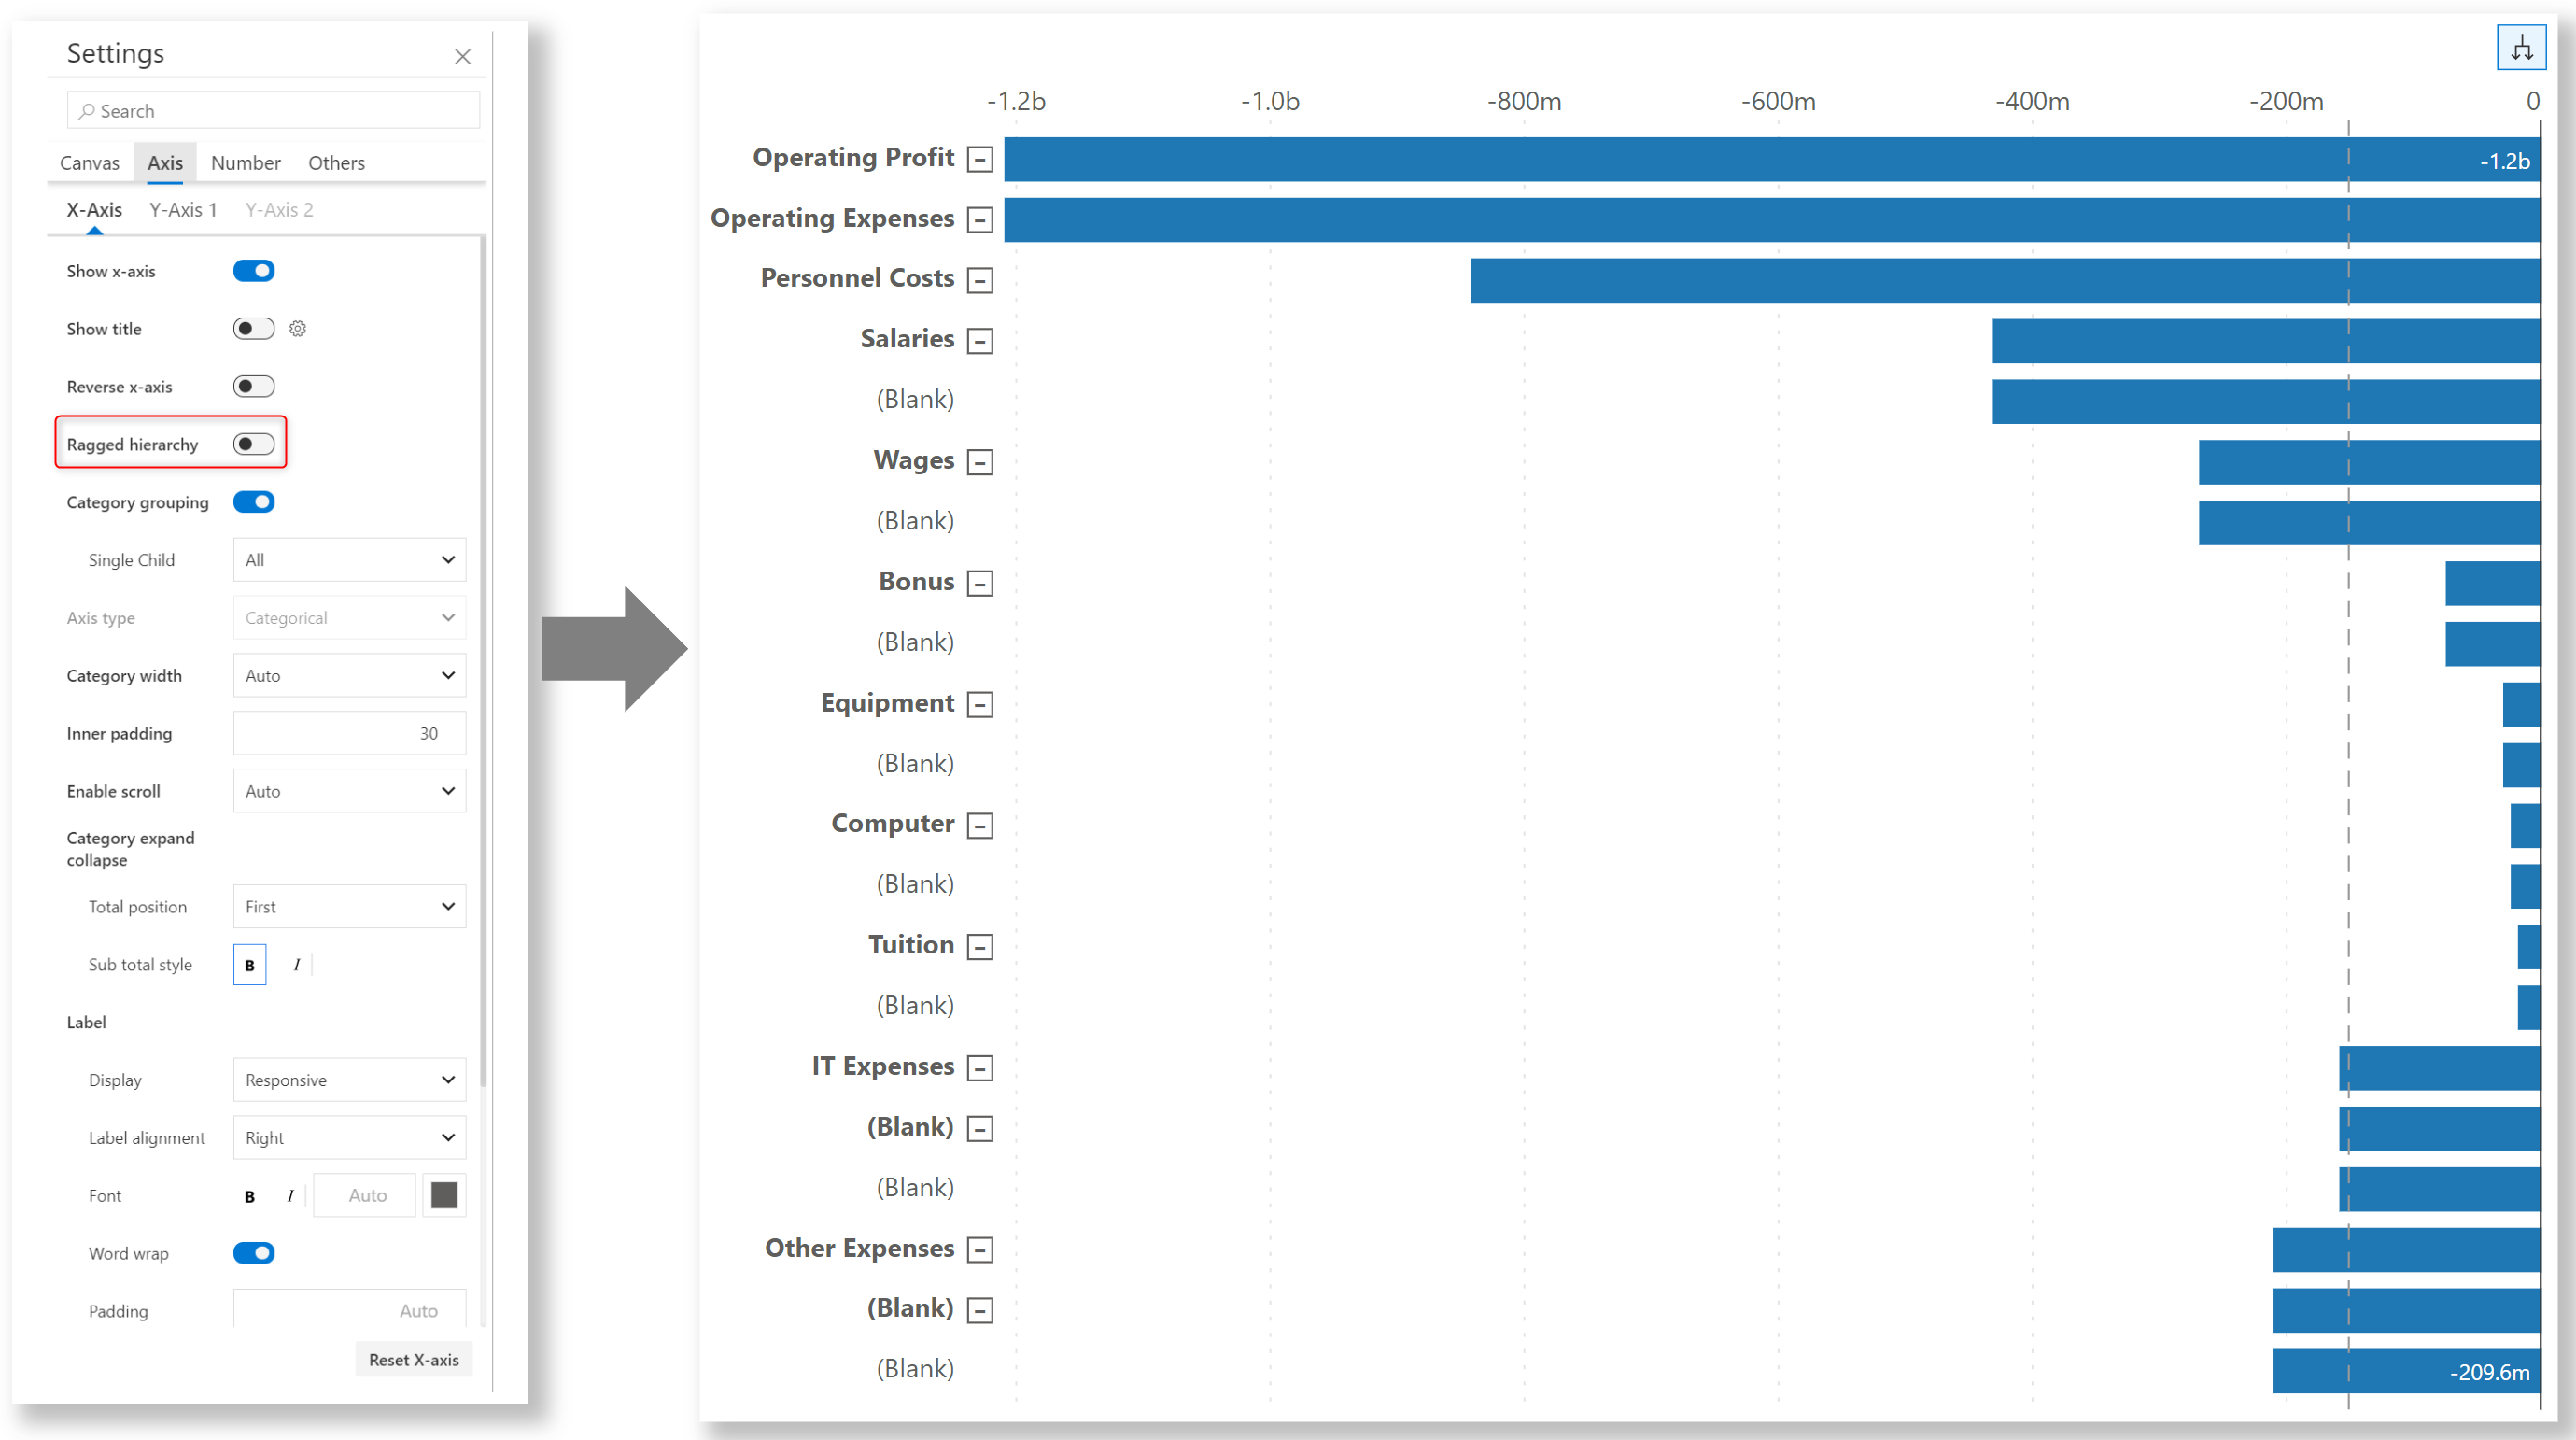 Settings
Search
Canvas Axis Number Others
X-Axis Y-Axis 1 Y-Axis 2
Show x-axis
Show title
Reverse x-axis
Ragged hierarchy
Category grouping
Single Child All
Axis type Categorical
Category width Auto
Inner padding 30
Enable scroll Auto
Category expand
collapse
Total position First
Sub total style B I
Label
Display Responsive
Label alignment Right
Font B I Auto
Word wrap
Padding Auto
Reset X-axis
-1.2b -1.0b -800m -600m -400m -200m 0
Operating Profit -1.2b
Operating Expenses
Personnel Costs
Salaries
(Blank)
Wages
(Blank)
Bonus
(Blank)
Equipment
(Blank)
Computer
(Blank)
Tuition
(Blank)
IT Expenses
(Blank)
(Blank)
Other Expenses
(Blank)
(Blank) -209.6m